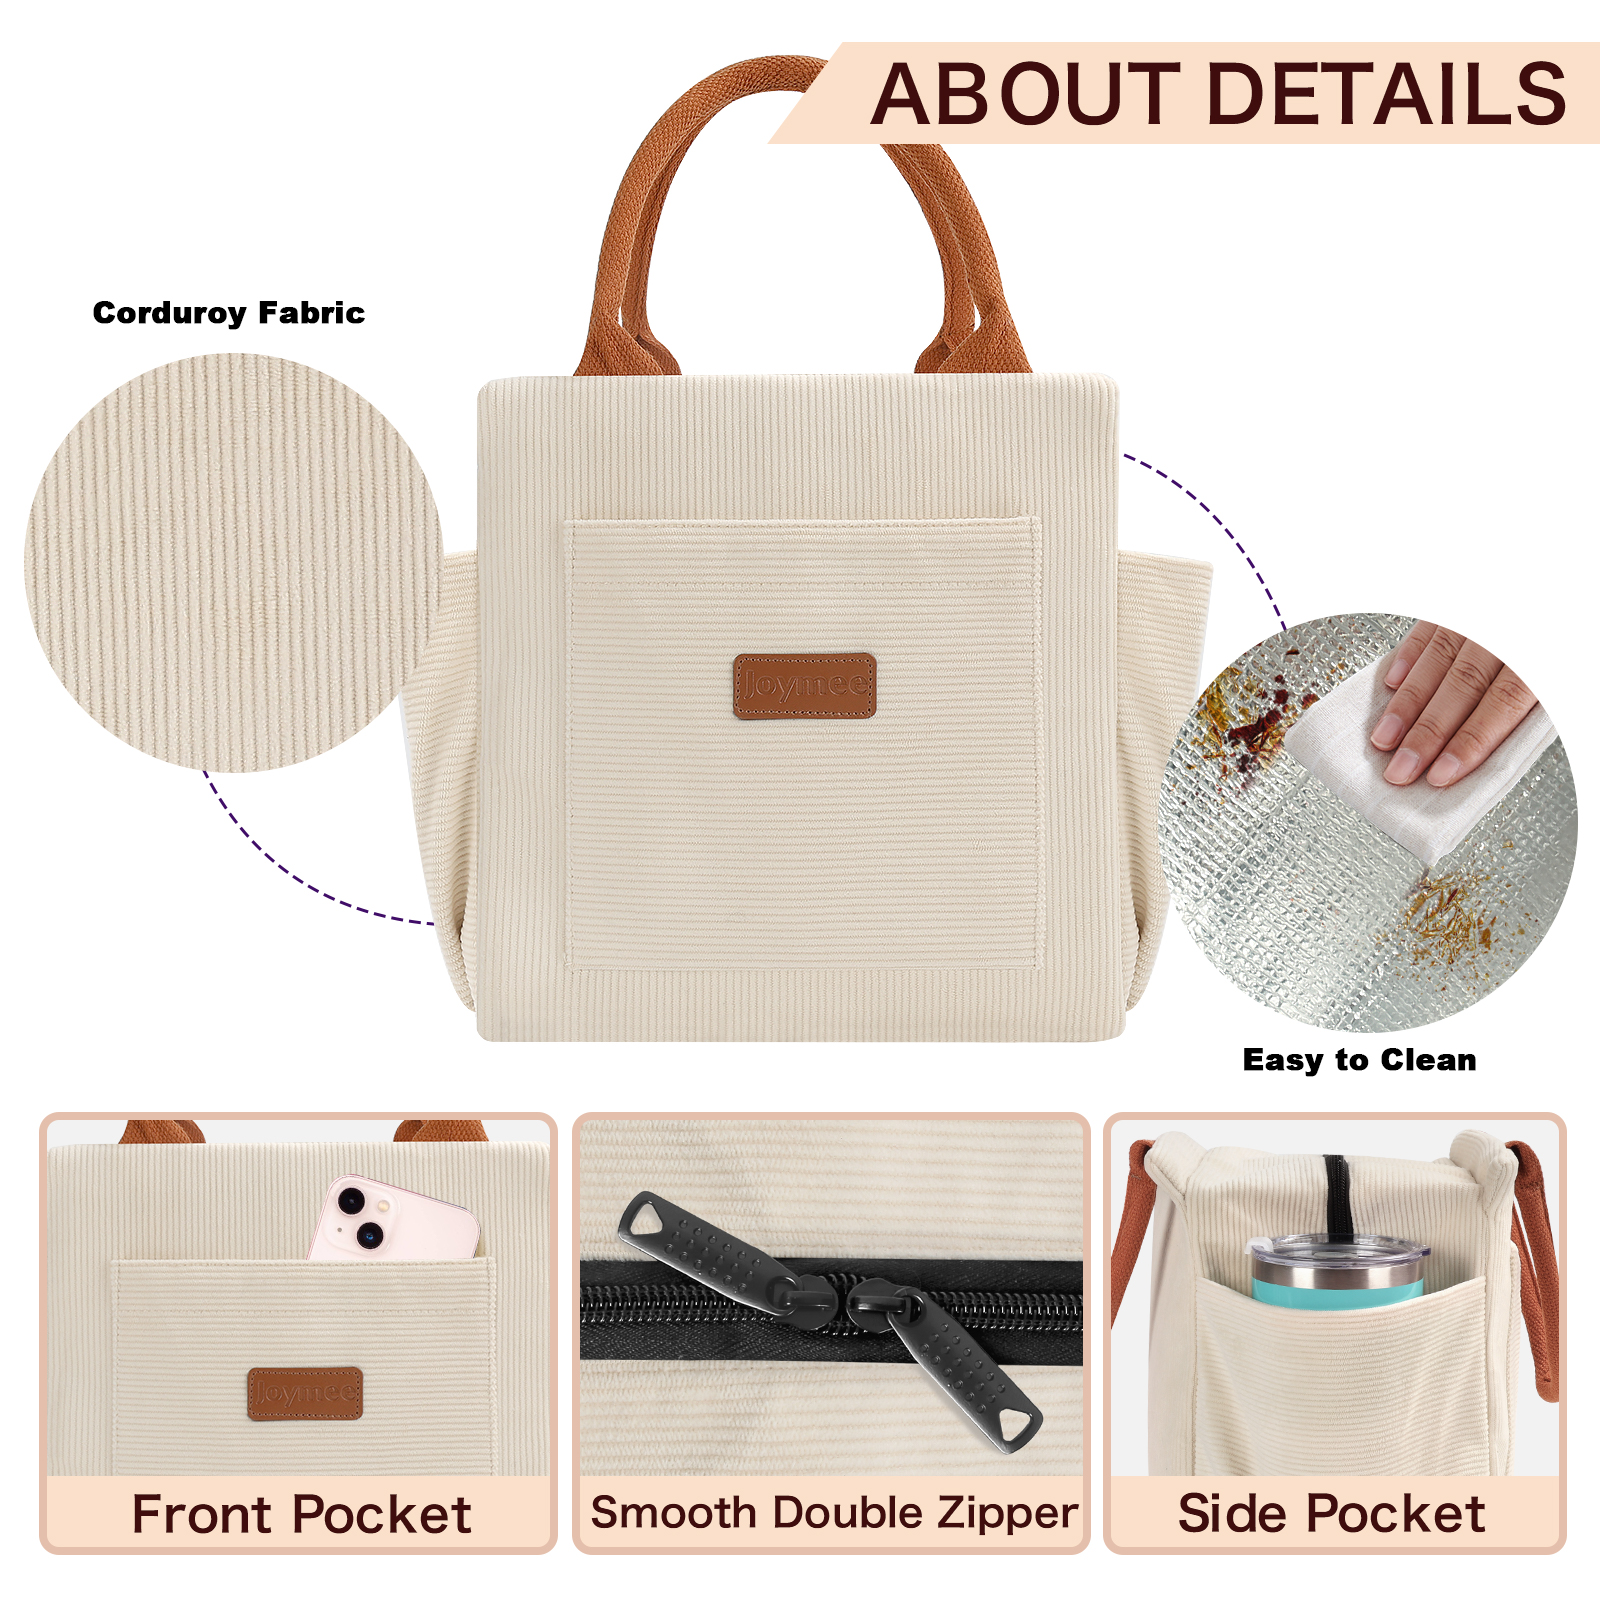 ABOUT DETAILS
Corduroy Fabric
Joymee
Easy to Clean
Joymee
Front Pocket
Smooth Double Zipper
Side Pocket